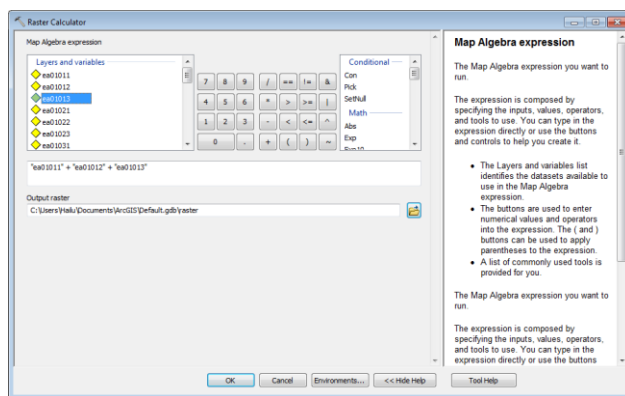 Raster Calculator
Map Algebra expression
Layers and variables
ea01011
ea01012
ea01013
ea01021
ea01022
ea01023
ea01031
7 8 9 / == != &
4 5 6 * > >= |
1 2 3 - < <= ^
0 . + ( ) ~
Conditional
Con
Pick
SetNull
Math
Abs
Exp
Exp10
"ea01011" + "ea01012" + "ea01013"
Output raster
C:\Users\Hailu\Documents\ArcGIS\Default.gdb\raster
OK
Cancel
Environments...
<< Hide Help
Tool Help
Map Algebra expression
The Map Algebra expression you want to
run.
The expression is composed by
specifying the inputs, values, operators,
and tools to use. You can type in the
expression directly or use the buttons
and controls to help you create it.
• The Layers and variables list
identifies the datasets available to
use in the Map Algebra
expression.
• The buttons are used to enter
numerical values and operators
into the expression. The ( and )
buttons can be used to apply
parentheses to the expression.
• A list of commonly used tools is
provided for you.
The Map Algebra expression you want to
run.
The expression is composed by
specifying the inputs, values, operators,
and tools to use. You can type in the
expression directly or use the buttons